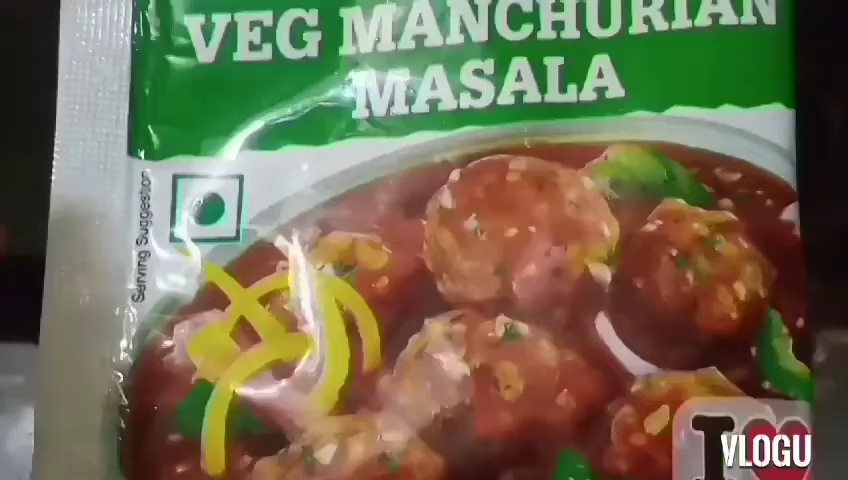 VEG MANCHURIAN
MASALA
Serving Suggestion
I
VLOGU